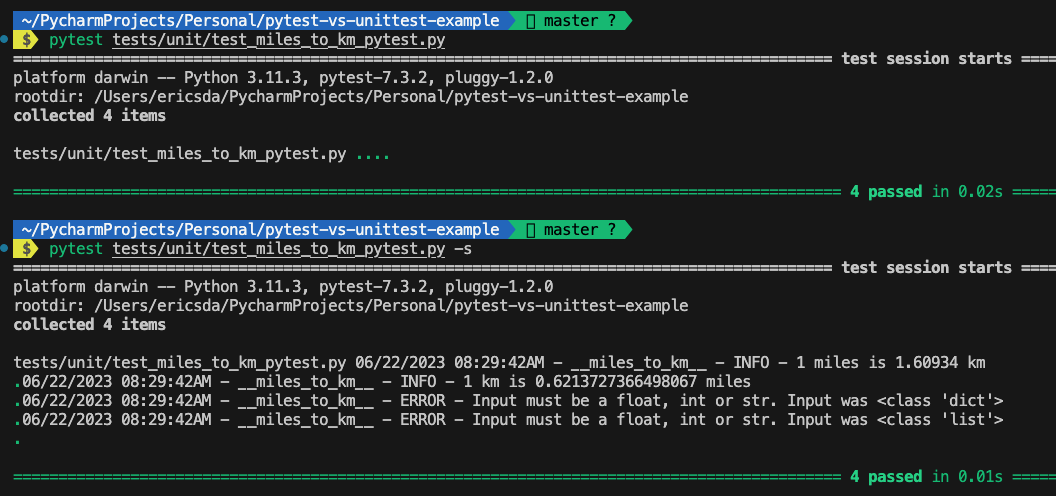 ~/PycharmProjects/Personal/pytest-vs-unittest-example master ?
$ pytest tests/unit/test_miles_to_km_pytest.py
=========================================================================================== test session starts ====
platform darwin -- Python 3.11.3, pytest-7.3.2, pluggy-1.2.0
rootdir: /Users/ericsda/PycharmProjects/Personal/pytest-vs-unittest-example
collected 4 items
tests/unit/test_miles_to_km_pytest.py ....
============================================================================================ 4 passed in 0.02s =====
~/PycharmProjects/Personal/pytest-vs-unittest-example master ?
$ pytest tests/unit/test_miles_to_km_pytest.py -s
=========================================================================================== test session starts ====
platform darwin -- Python 3.11.3, pytest-7.3.2, pluggy-1.2.0
rootdir: /Users/ericsda/PycharmProjects/Personal/pytest-vs-unittest-example
collected 4 items
tests/unit/test_miles_to_km_pytest.py 06/22/2023 08:29:42AM - __miles_to_km__ - INFO - 1 miles is 1.60934 km
.06/22/2023 08:29:42AM - __miles_to_km__ - INFO - 1 km is 0.6213727366498067 miles
.06/22/2023 08:29:42AM - __miles_to_km__ - ERROR - Input must be a float, int or str. Input was <class 'dict'>
.06/22/2023 08:29:42AM - __miles_to_km__ - ERROR - Input must be a float, int or str. Input was <class 'list'>
.
============================================================================================ 4 passed in 0.01s =====